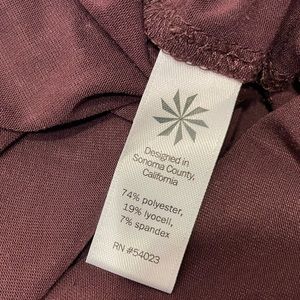 Designed in
Sonoma County,
California
74% polyester,
19% lyocell,
7% spandex
RN #54023